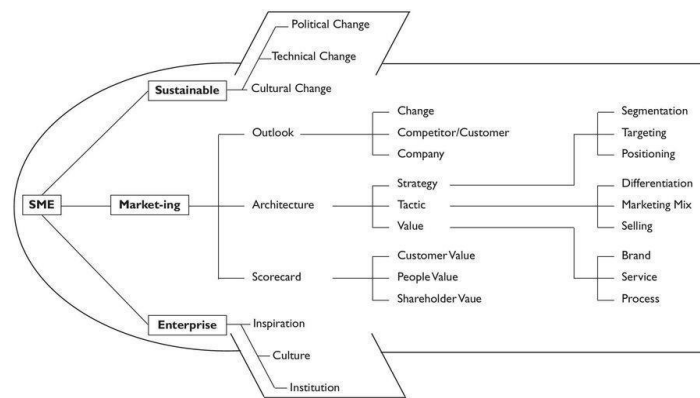 Political Change
Technical Change
Sustainable
Cultural Change
Change
Segmentation
Outlook
Competitor/Customer
Targeting
Company
Positioning
Strategy
Differentiation
SME
Market-ing
Architecture
Tactic
Marketing Mix
Value
Selling
Customer Value
Brand
Scorecard
People Value
Service
Shareholder Vaue
Process
Enterprise
Inspiration
Culture
Institution